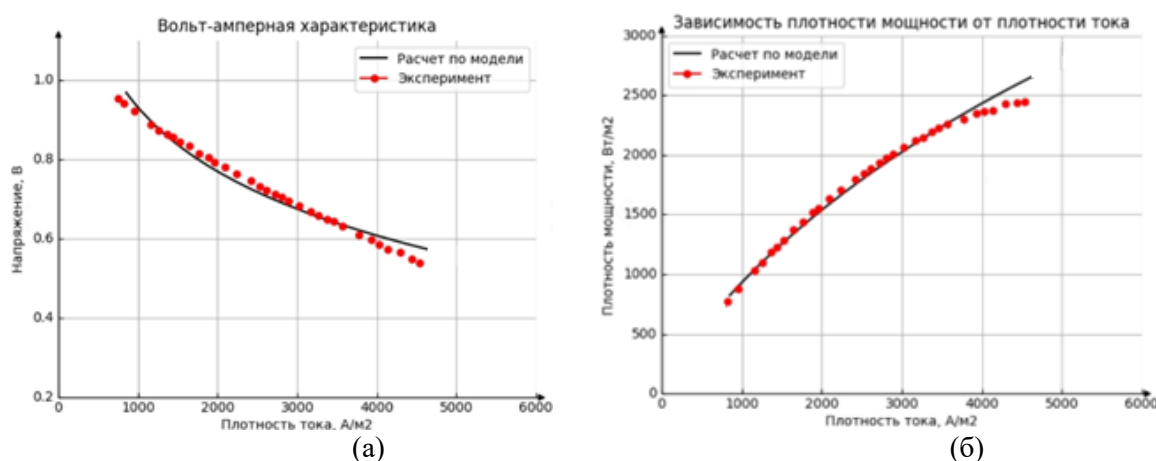 Вольт-амперная характеристика
Расчет по модели
Эксперимент
Напряжение, В
1.0
0.8
0.6
0.4
0.2
0 1000 2000 3000 4000 5000 6000
Плотность тока, А/м2
(а)
Зависимость плотности мощности от плотности тока
Расчет по модели
Эксперимент
Плотность мощности, Вт/м2
3000
2500
2000
1500
1000
500
0
0 1000 2000 3000 4000 5000 6000
Плотность тока, А/м2
(б)